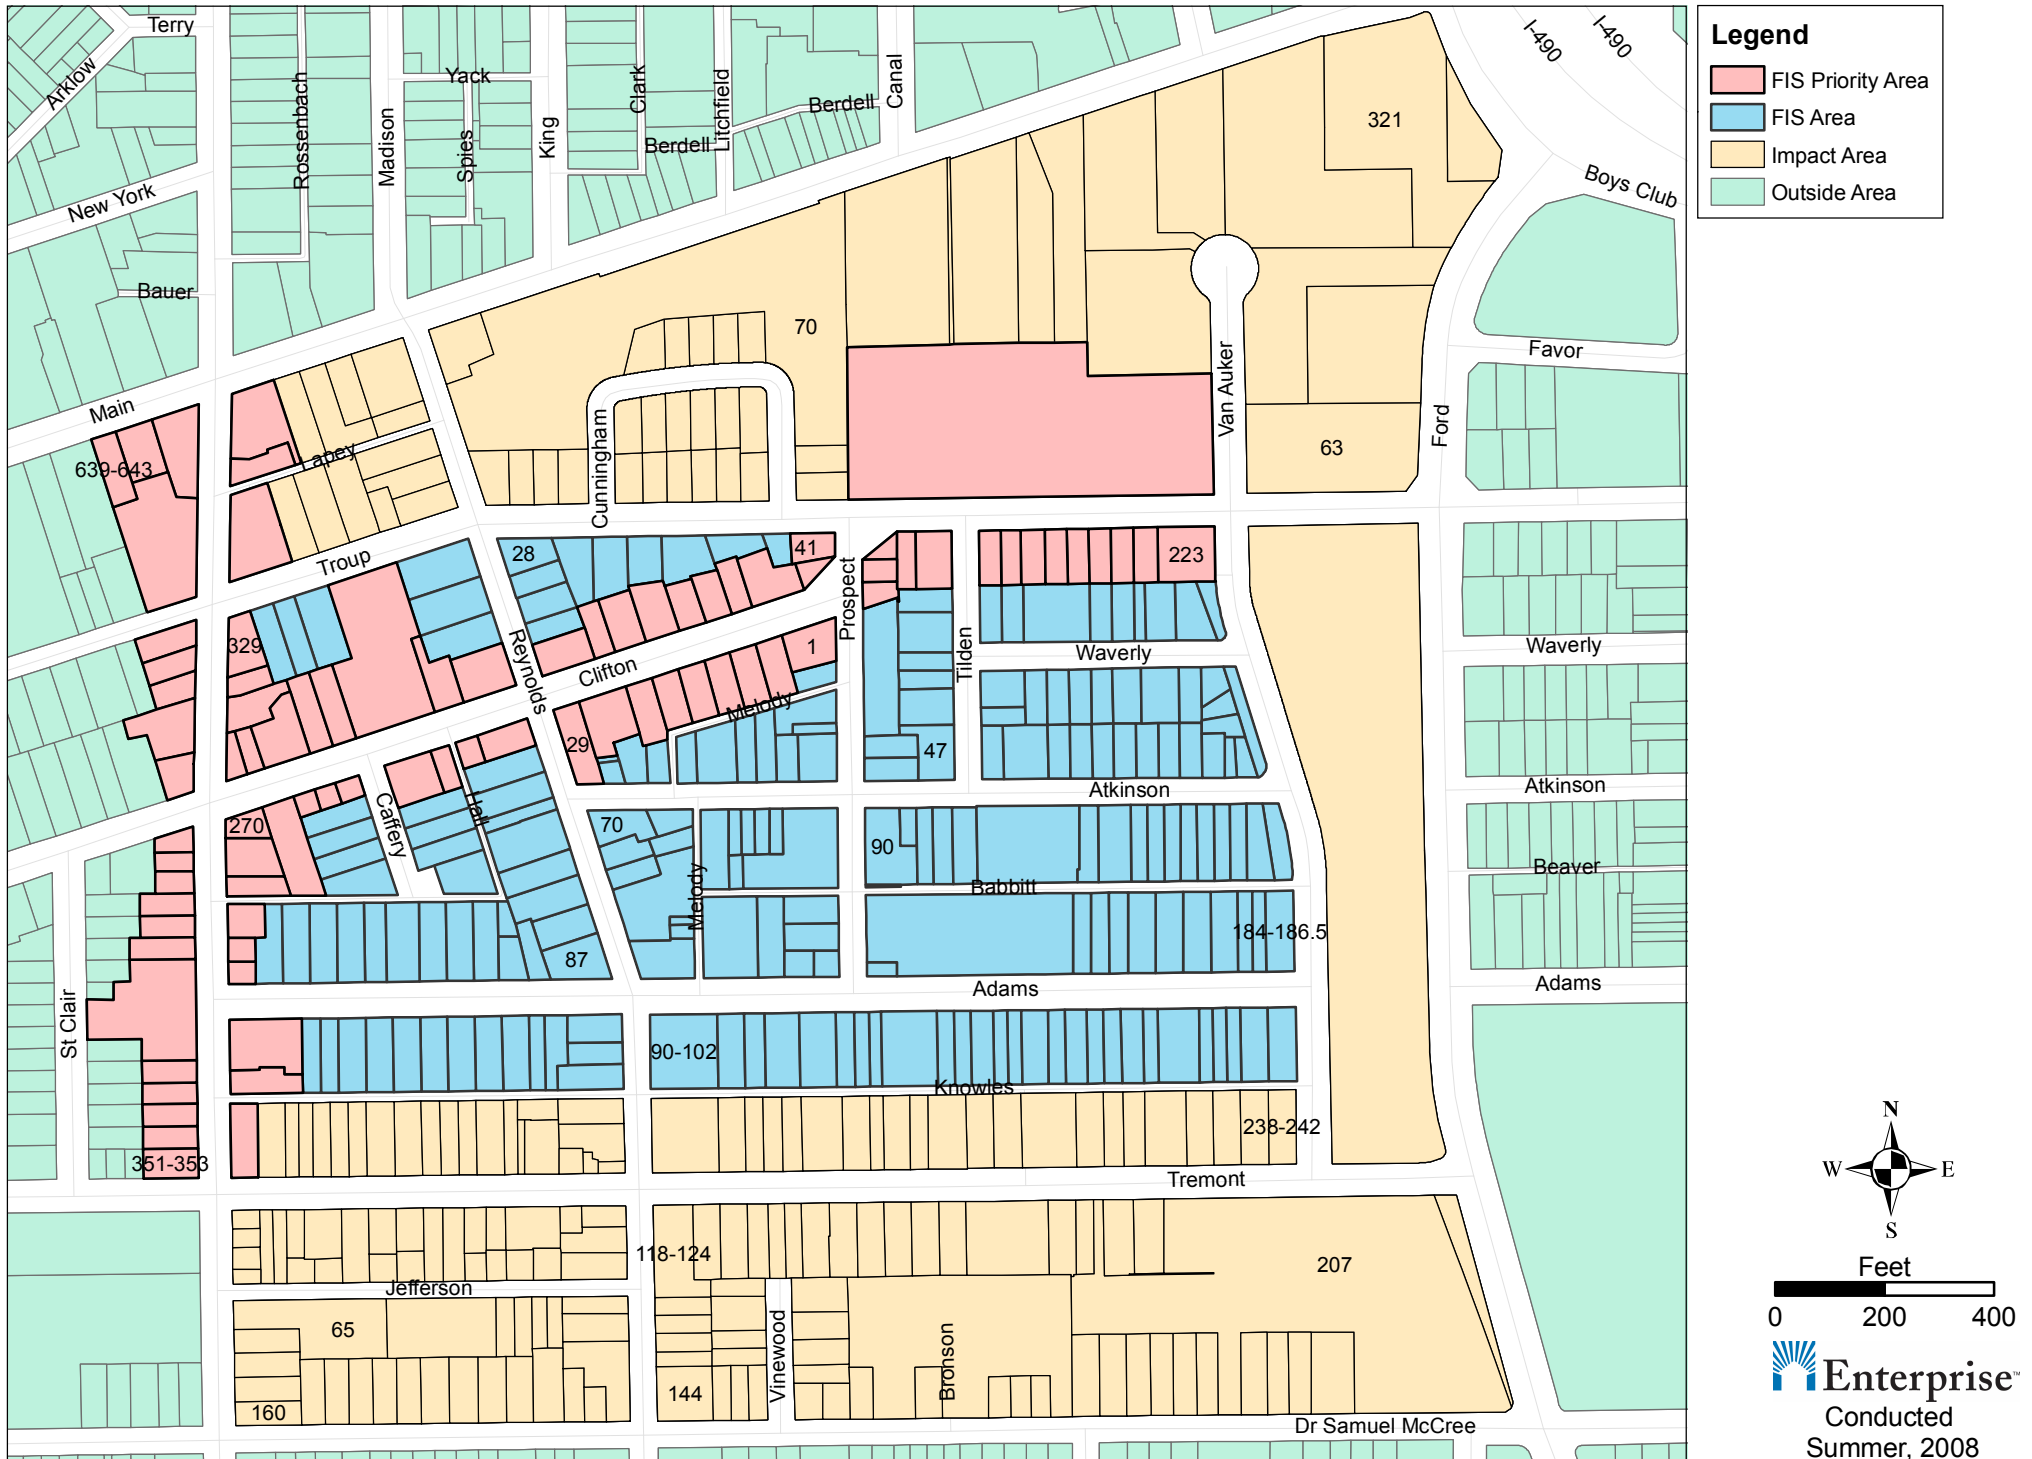 Terry
Arklow
Yack
Rossenbach
Madison
Spies
King
Clark
Litchfield
Canal
Berdell
Berdell
I-490
I-490
321
Boys Club
New York
Bauer
70
Favor
Van Auker
Ford
Main
Cunningham
Lapey
639-643
63
Troup
28
41
223
Prospect
329
Reynolds
Clifton
1
Tilden
Waverly
Waverly
Melody
29
47
Atkinson
Atkinson
270
Caffery
Hall
70
90
Melody
Babbitt
Beaver
87
184-186.5
Adams
Adams
St Clair
90-102
Knowles
351-353
238-242
Tremont
118-124
207
Jefferson
65
Vinewood
Bronson
144
160
Dr Samuel McCree
Legend
FIS Priority Area
FIS Area
Impact Area
Outside Area
N
W
E
S
Feet
0
200
400
Enterprise™
Conducted
Summer, 2008